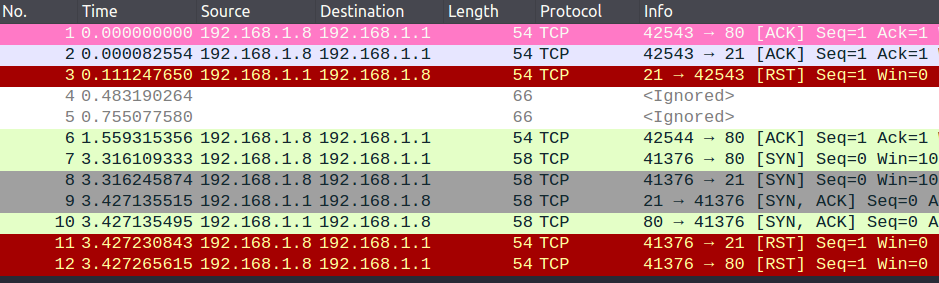 No. Time Source Destination Length Protocol Info
1 0.000000000 192.168.1.8 192.168.1.1 54 TCP 42543 → 80 [ACK] Seq=1 Ack=1
2 0.000082554 192.168.1.8 192.168.1.1 54 TCP 42543 → 21 [ACK] Seq=1 Ack=1
3 0.111247650 192.168.1.1 192.168.1.8 54 TCP 21 → 42543 [RST] Seq=1 Win=0
4 0.483190264 66 <Ignored>
5 0.755077580 66 <Ignored>
6 1.559315356 192.168.1.8 192.168.1.1 54 TCP 42544 → 80 [ACK] Seq=1 Ack=1
7 3.316109333 192.168.1.8 192.168.1.1 58 TCP 41376 → 80 [SYN] Seq=0 Win=10
8 3.316245874 192.168.1.8 192.168.1.1 58 TCP 41376 → 21 [SYN] Seq=0 Win=10
9 3.427135515 192.168.1.1 192.168.1.8 58 TCP 21 → 41376 [SYN, ACK] Seq=0 A
10 3.427135495 192.168.1.1 192.168.1.8 58 TCP 80 → 41376 [SYN, ACK] Seq=0 A
11 3.427230843 192.168.1.8 192.168.1.1 54 TCP 41376 → 21 [RST] Seq=1 Win=0
12 3.427265615 192.168.1.8 192.168.1.1 54 TCP 41376 → 80 [RST] Seq=1 Win=0